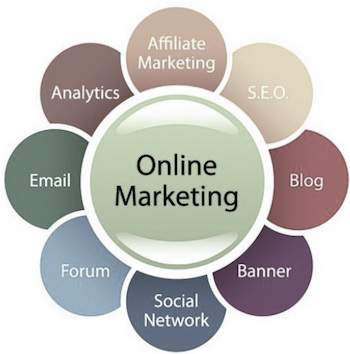 Affiliate
Marketing
Analytics
S.E.O.
Online
Marketing
Email
Blog
Forum
Banner
Social
Network